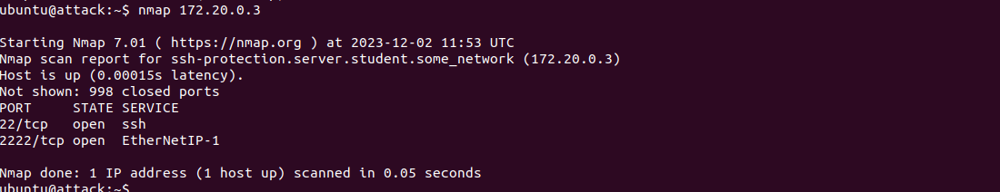 ubuntu@attack:~$ nmap 172.20.0.3
Starting Nmap 7.01 ( https://nmap.org ) at 2023-12-02 11:53 UTC
Nmap scan report for ssh-protection.server.student.some_network (172.20.0.3)
Host is up (0.00015s latency).
Not shown: 998 closed ports
PORT     STATE SERVICE
22/tcp   open  ssh
2222/tcp open  EtherNetIP-1
Nmap done: 1 IP address (1 host up) scanned in 0.05 seconds
ubuntu@attack:~$